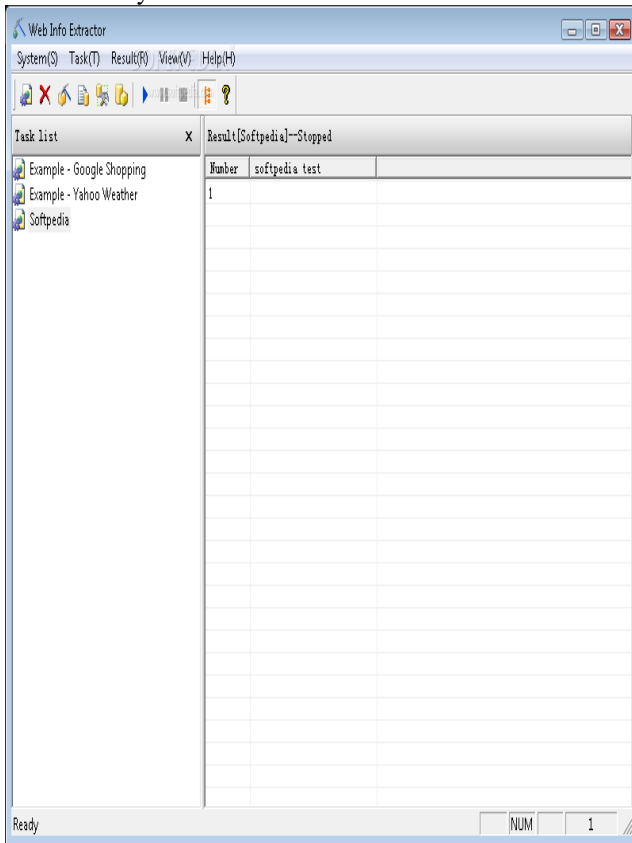 Web Info Extractor
System(S) Task(T) Result(R) View(V) Help(H)
Task list x Result[Softpedia]--Stopped
Example - Google Shopping
Example - Yahoo Weather
Softpedia
Number softpedia test
1
Ready NUM 1